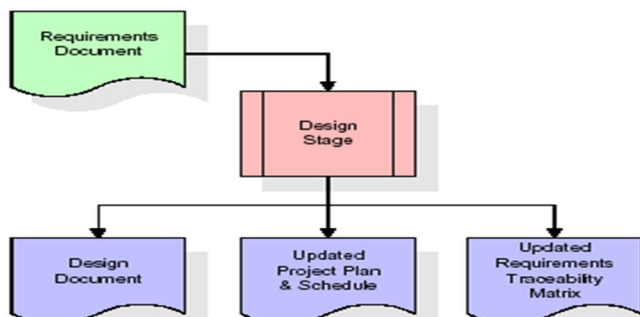 Requirements
Document
Design
Stage
Design
Document
Updated
Project Plan
& Schedule
Updated
Requirements
Traceability
Matrix